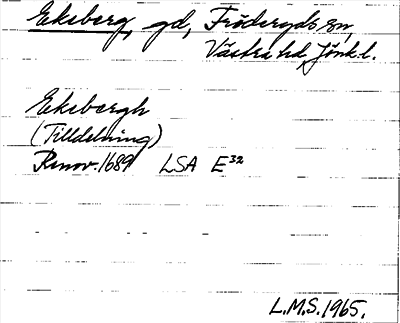 Ekeberg, gd, Fröderyds sn,
Västra hd, Jönk.l.
Ekebergh
(Tilldelning)
Renov. 1689 LSA E³²
L.M.S. 1965.